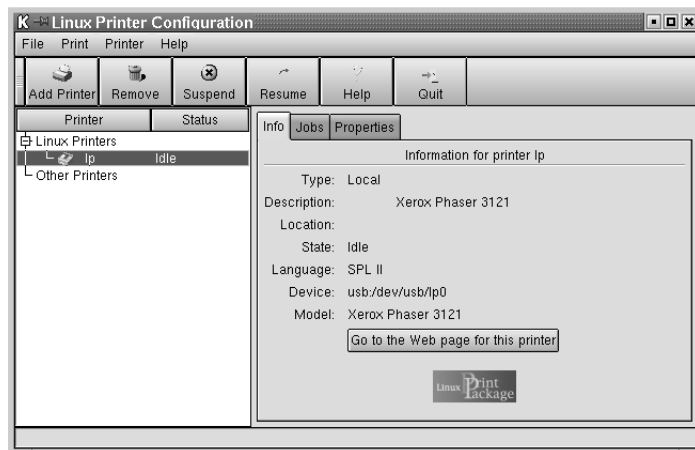 Linux Printer Configuration
File Print Printer Help
Add Printer Remove Suspend Resume Help Quit
Printer Status
Linux Printers
lp Idle
Other Printers
Info Jobs Properties
Information for printer lp
Type: Local
Description: Xerox Phaser 3121
Location:
State: Idle
Language: SPL II
Device: usb:/dev/usb/lp0
Model: Xerox Phaser 3121
Go to the Web page for this printer
Linux Print Package